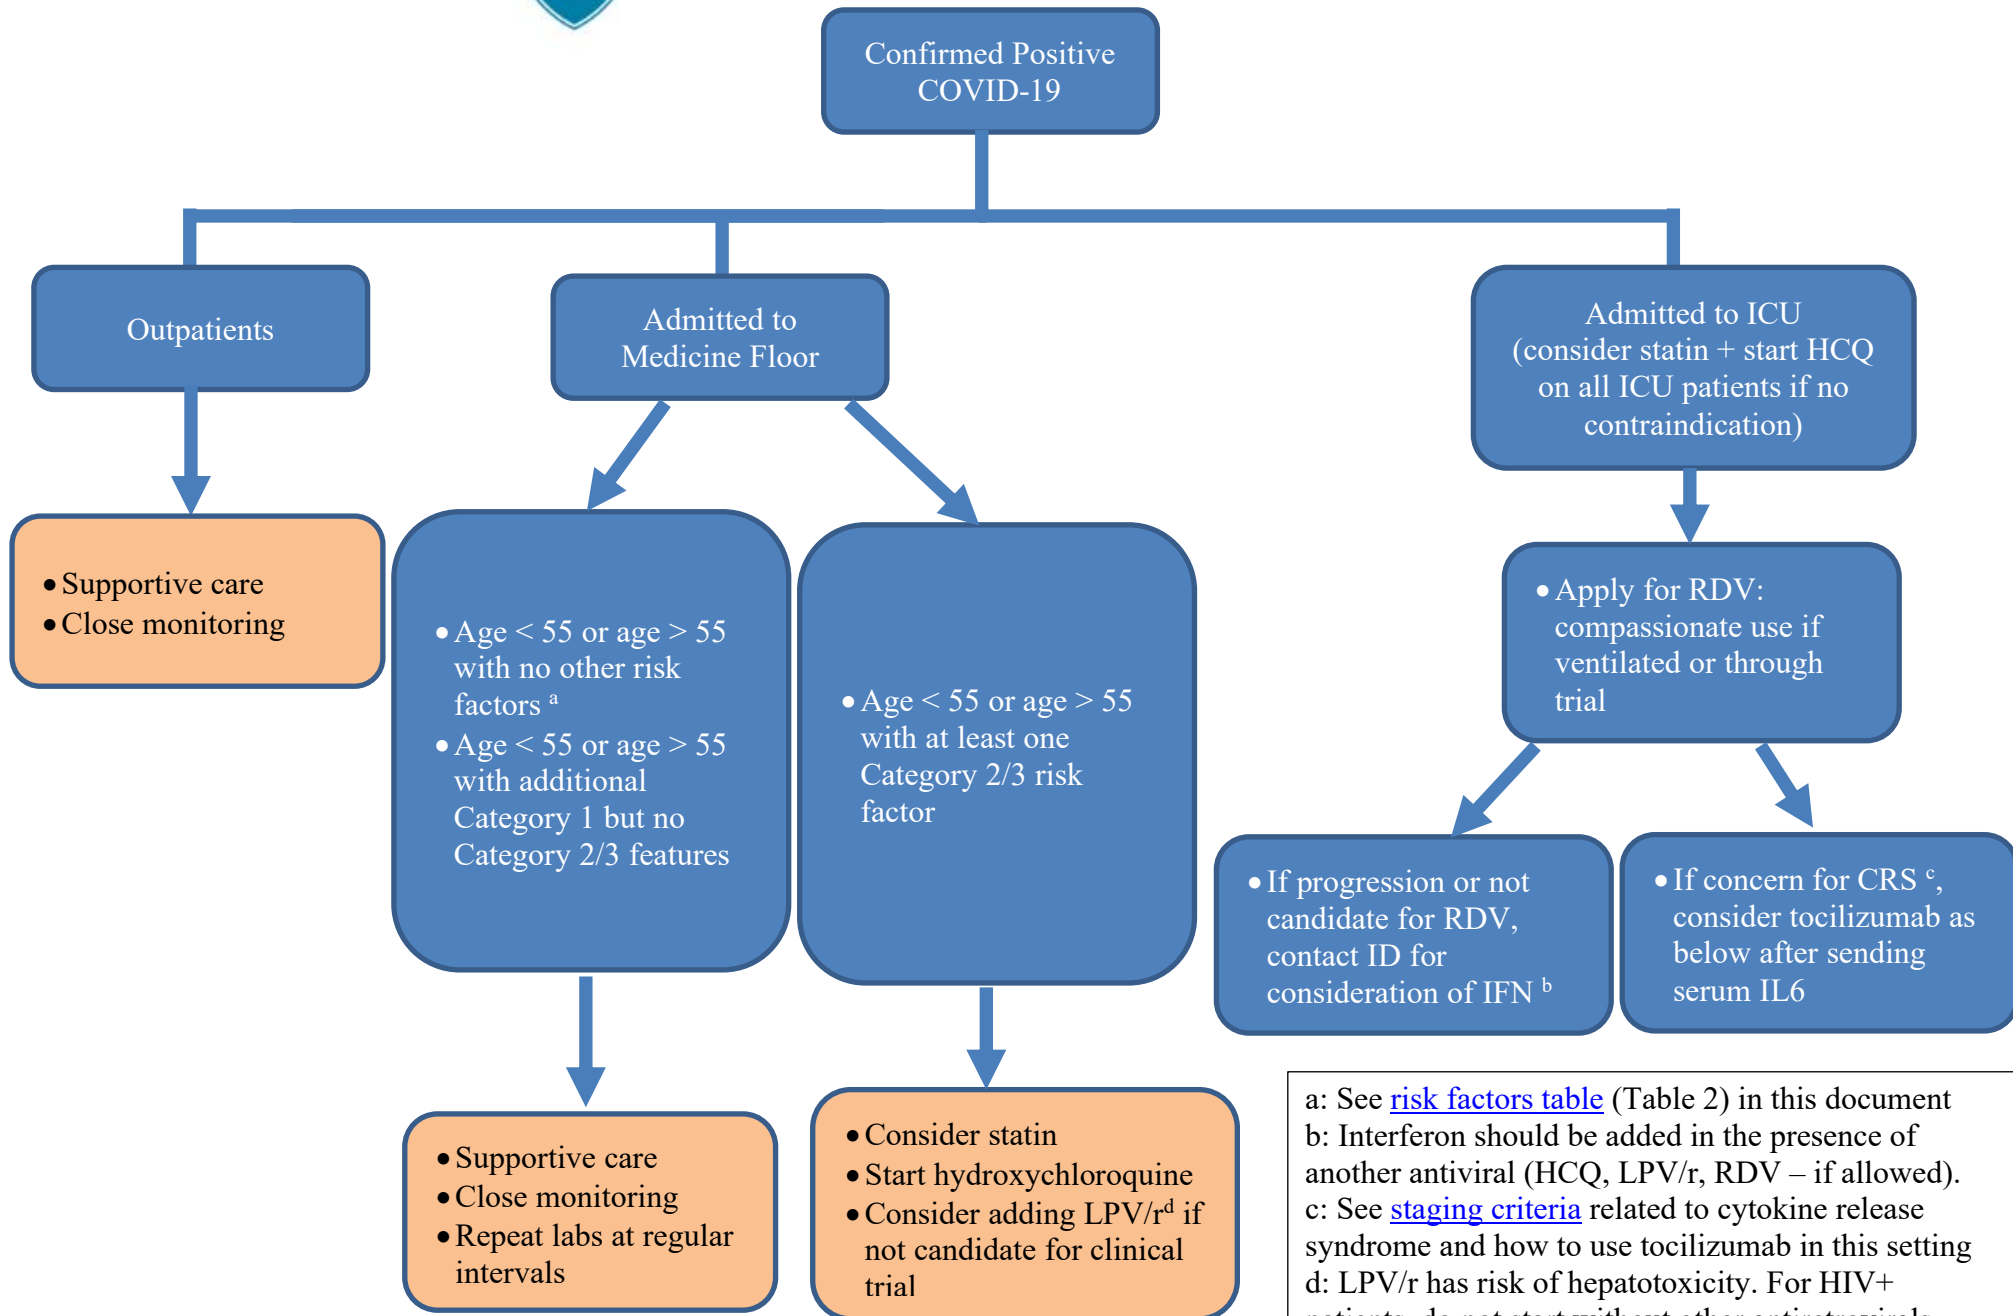 Confirmed Positive
COVID-19
Outpatients
Admitted to
Medicine Floor
Admitted to ICU
(consider statin + start HCQ
on all ICU patients if no
contraindication)
• Supportive care
• Close monitoring
• Age < 55 or age > 55
with no other risk
factors a
• Age < 55 or age > 55
with additional
Category 1 but no
Category 2/3 features
• Age < 55 or age > 55
with at least one
Category 2/3 risk
factor
• Apply for RDV:
compassionate use if
ventilated or through
trial
• If progression or not
candidate for RDV,
contact ID for
consideration of IFN b
• If concern for CRS c,
consider tocilizumab as
below after sending
serum IL6
• Supportive care
• Close monitoring
• Repeat labs at regular
intervals
• Consider statin
• Start hydroxychloroquine
• Consider adding LPV/rd if
not candidate for clinical
trial
a: See risk factors table (Table 2) in this document
b: Interferon should be added in the presence of
another antiviral (HCQ, LPV/r, RDV – if allowed).
c: See staging criteria related to cytokine release
syndrome and how to use tocilizumab in this setting
d: LPV/r has risk of hepatotoxicity. For HIV+
patients, do not start without other antiretrovirals